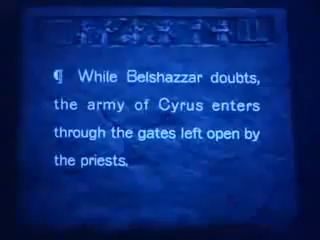 ¶ While Belshazzar doubts,
the army of Cyrus enters
through the gates left open by
the priests.